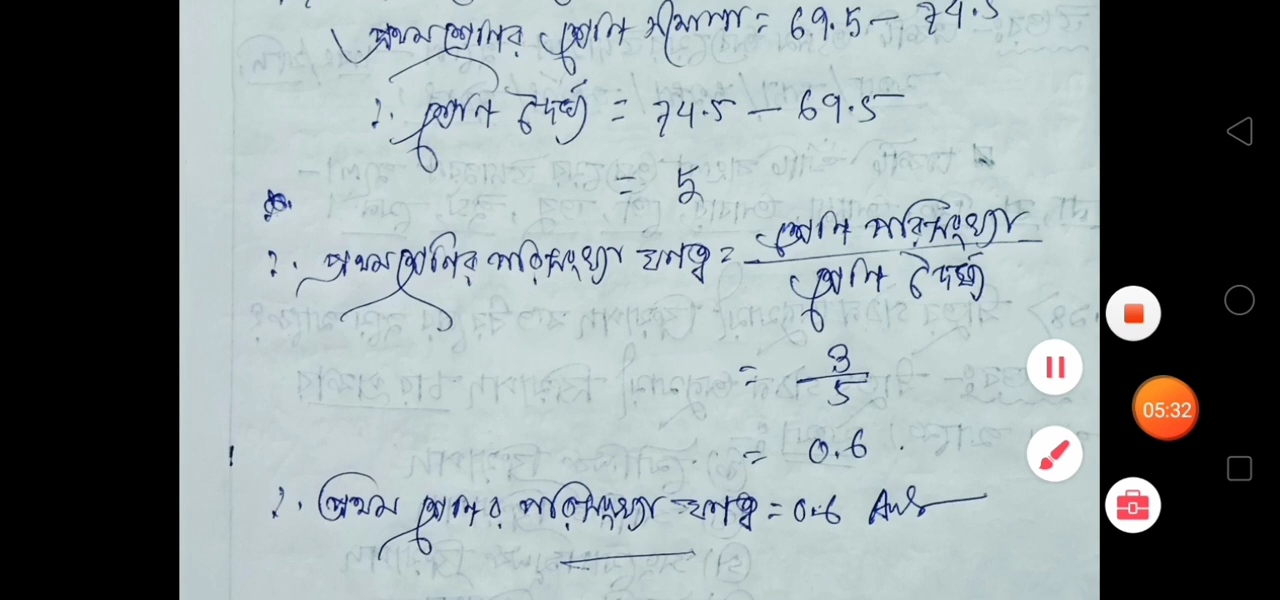 প্রথম শ্রেণির শ্রেণি সীমানা = 69.5 – 74.5
∴ শ্রেণি দৈর্ঘ্য = 74.5 – 69.5
= 5
∴ প্রথম শ্রেণির পরিসংখ্যা ঘনত্ব = শ্রেণি পরিসংখ্যা
শ্রেণি দৈর্ঘ্য
= 3/5
= 0.6
∴ প্রথম শ্রেণির পরিসংখ্যা ঘনত্ব = 0.6 Ans
05:32